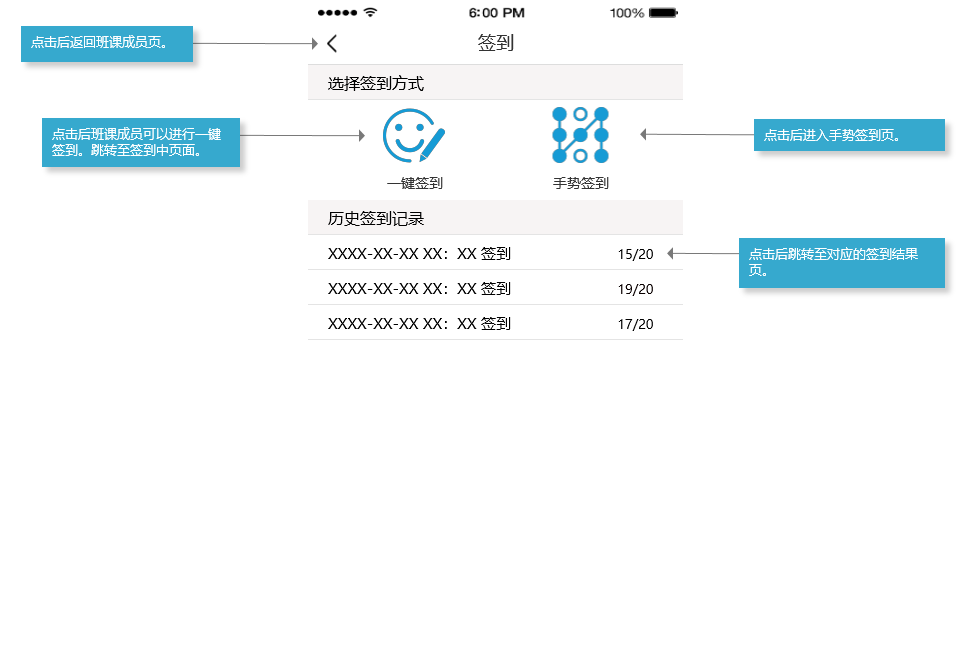 6:00 PM
100%
点击后返回班课成员页。
签到
选择签到方式
点击后班课成员可以进行一键
签到。跳转至签到中页面。
点击后进入手势签到页。
一键签到
手势签到
历史签到记录
XXXX-XX-XX XX：XX 签到
15/20
点击后跳转至对应的签到结果
页。
XXXX-XX-XX XX：XX 签到
19/20
XXXX-XX-XX XX：XX 签到
17/20